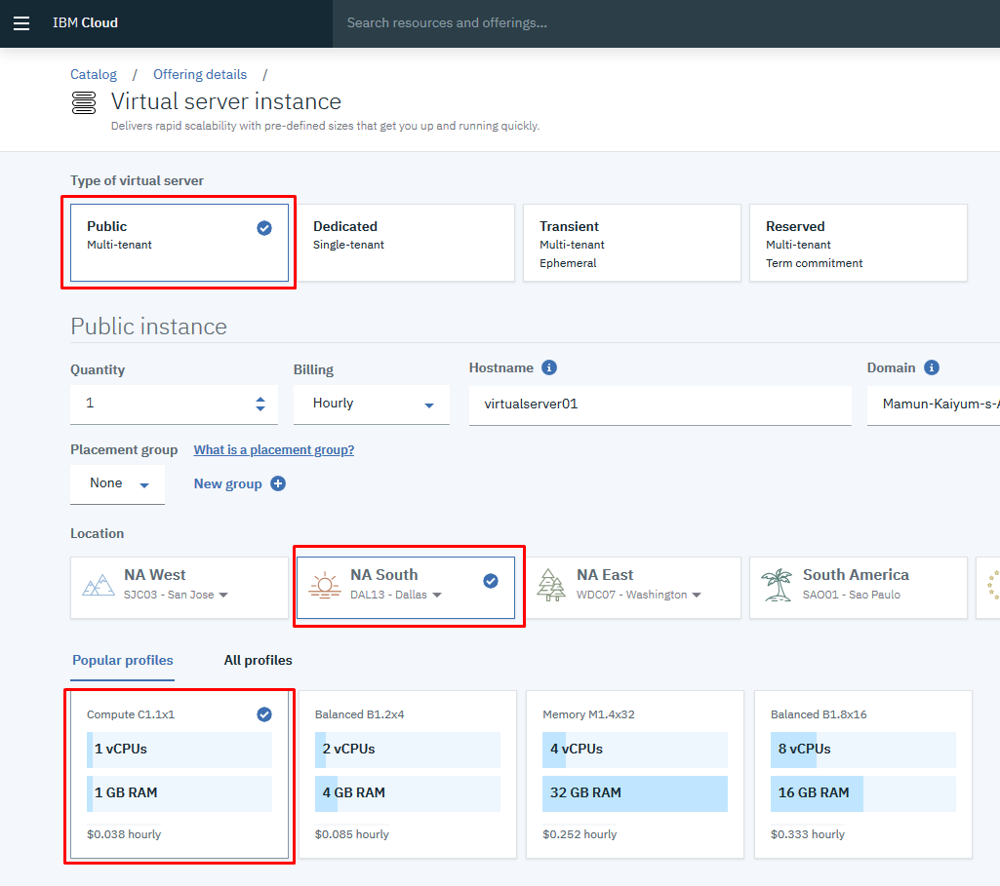 IBM Cloud
Search resources and offerings...
Catalog / Offering details /
Virtual server instance
Delivers rapid scalability with pre-defined sizes that get you up and running quickly.
Type of virtual server
Public
Multi-tenant
Dedicated
Single-tenant
Transient
Multi-tenant
Ephemeral
Reserved
Multi-tenant
Term commitment
Public instance
Quantity
1
Billing
Hourly
Hostname
virtualserver01
Domain
Mamun-Kaiyum-s-A
Placement group
What is a placement group?
None
New group
Location
NA West
SJC03 - San Jose
NA South
DAL13 - Dallas
NA East
WDC07 - Washington
South America
SAO01 - Sao Paulo
Popular profiles
All profiles
Compute C1.1x1
1 vCPUs
1 GB RAM
$0.038 hourly
Balanced B1.2x4
2 vCPUs
4 GB RAM
$0.085 hourly
Memory M1.4x32
4 vCPUs
32 GB RAM
$0.252 hourly
Balanced B1.8x16
8 vCPUs
16 GB RAM
$0.333 hourly